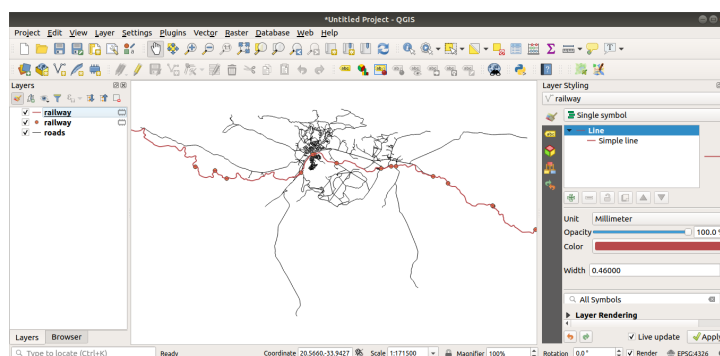 *Untitled Project - QGIS
Project Edit View Layer Settings Plugins Vector Raster Database Web Help
Layers
railway
railway
roads
Layer Styling
railway
Single symbol
Line
Simple line
Unit Millimeter
Opacity 100.0
Color
Width 0.46000
All Symbols
Layer Rendering
Live update Apply
Layers Browser
Type to locate (Ctrl+K) Ready Coordinate 20.5660,-33.9427 Scale 1:171500 Magnifier 100% Rotation 0.0° Render EPSG:4326